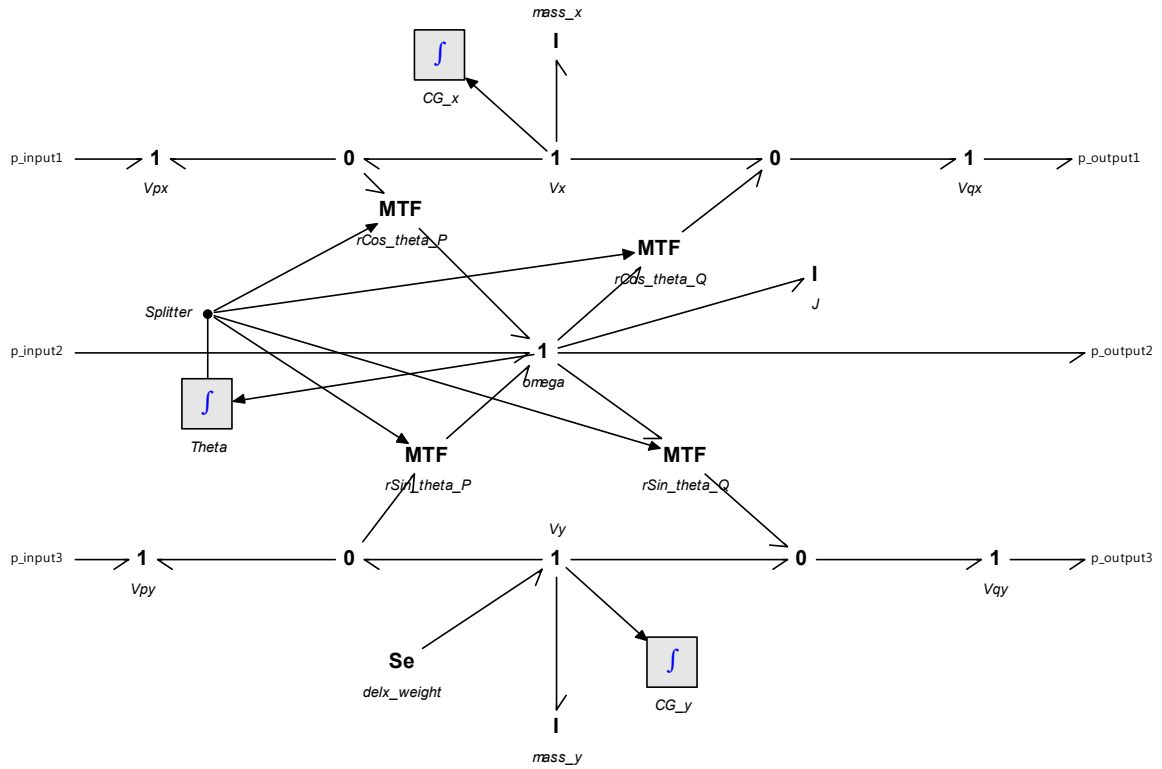 mass_x
I
∫
CG_x
p_input1
1
0
1
0
1
p_output1
Vpx
Vx
Vqx
MTF
rCos_theta_P
MTF
rCos_theta_Q
I
J
Splitter
p_input2
1
p_output2
omega
∫
Theta
MTF
rSin_theta_P
MTF
rSin_theta_Q
Vy
p_input3
1
0
1
0
1
p_output3
Vpy
Vqy
Se
delx_weight
∫
CG_y
I
mass_y